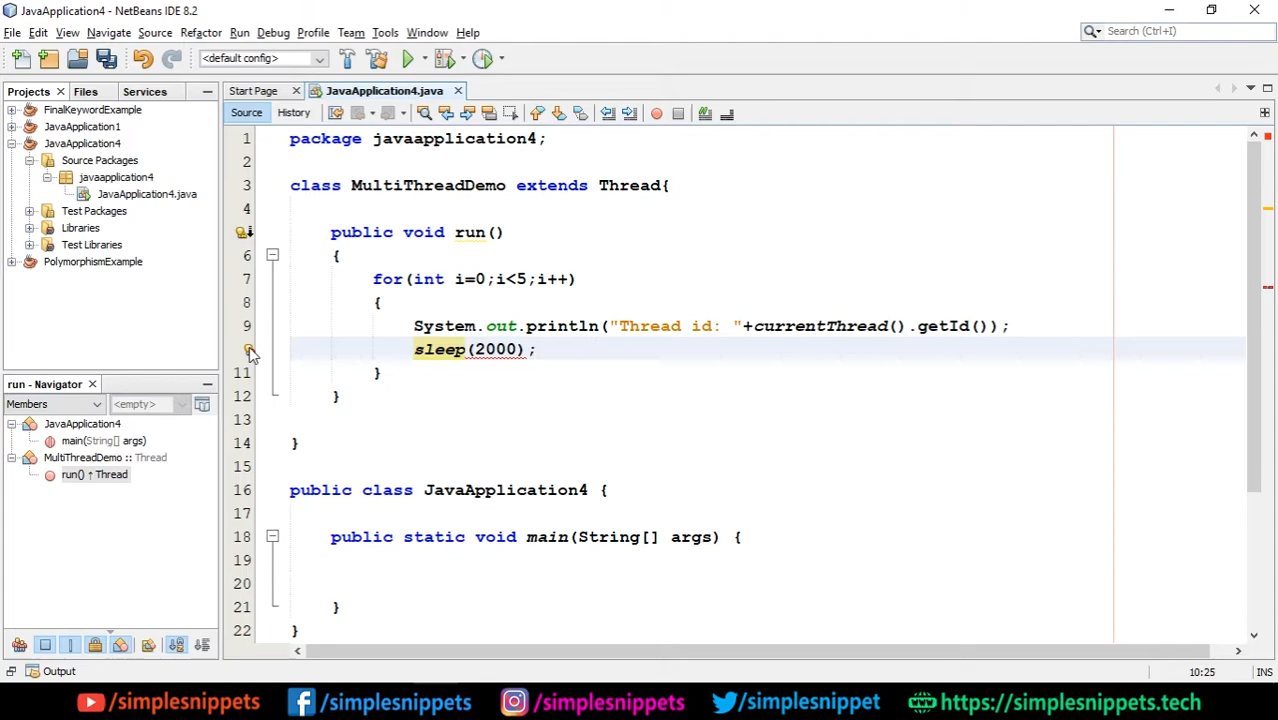 JavaApplication4 - NetBeans IDE 8.2
File Edit View Navigate Source Refactor Run Debug Profile Team Tools Window Help
Search (Ctrl+I)
<default config>
Projects Files Services
FinalKeywordExample
JavaApplication1
JavaApplication4
Source Packages
javaapplication4
JavaApplication4.java
Test Packages
Libraries
Test Libraries
PolymorphismExample
run - Navigator
Members <empty>
JavaApplication4
main(String[] args)
MultiThreadDemo :: Thread
run() ↑ Thread
Start Page JavaApplication4.java
Source History
1 package javaapplication4;
2
3 class MultiThreadDemo extends Thread{
4
public void run()
6 {
7 for(int i=0;i<5;i++)
8 {
9 System.out.println("Thread id: "+currentThread().getId());
sleep(2000);
11 }
12 }
13
14 }
15
16 public class JavaApplication4 {
17
18 public static void main(String[] args) {
19
20
21 }
22 }
Output
10:25 INS
/simplesnippets /simplesnippets /simplesnippets /simplesnippets https://simplesnippets.tech